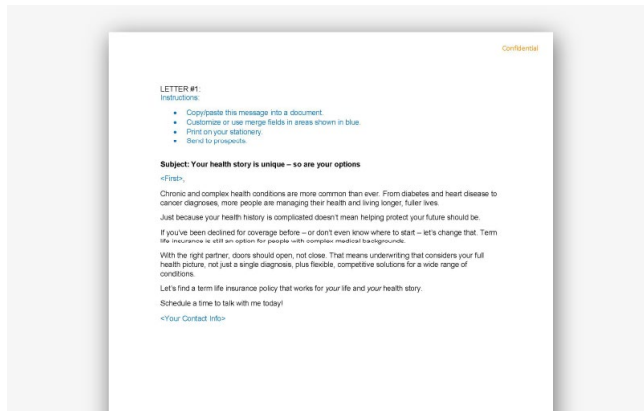 Confidential
LETTER #1:
Instructions:
• Copy/paste this message into a document.
• Customize or use merge fields in areas shown in blue.
• Print on your stationery.
• Send to prospects.
Subject: Your health story is unique – so are your options
<First>,
Chronic and complex health conditions are more common than ever. From diabetes and heart disease to
cancer diagnoses, more people are managing their health and living longer, fuller lives.
Just because your health history is complicated doesn't mean helping protect your future should be.
If you've been declined for coverage before – or don't even know where to start – let's change that. Term
life insurance is still an option for people with complex medical backgrounds.
With the right partner, doors should open, not close. That means underwriting that considers your full
health picture, not just a single diagnosis, plus flexible, competitive solutions for a wide range of
conditions.
Let's find a term life insurance policy that works for your life and your health story.
Schedule a time to talk with me today!
<Your Contact Info>